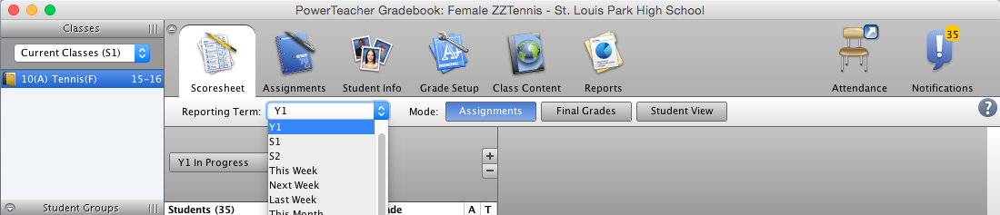 PowerTeacher Gradebook: Female ZZTennis - St. Louis Park High School
Classes
Current Classes (S1)
10(A) Tennis(F) 15-16
Student Groups
Scoresheet
Assignments
Student Info
Grade Setup
Class Content
Reports
Attendance
35
Notifications
Reporting Term: Y1
Mode: Assignments Final Grades Student View
?
Y1
S1
S2
This Week
Next Week
Last Week
This Month
Y1 In Progress
+
−
Students (35) A T